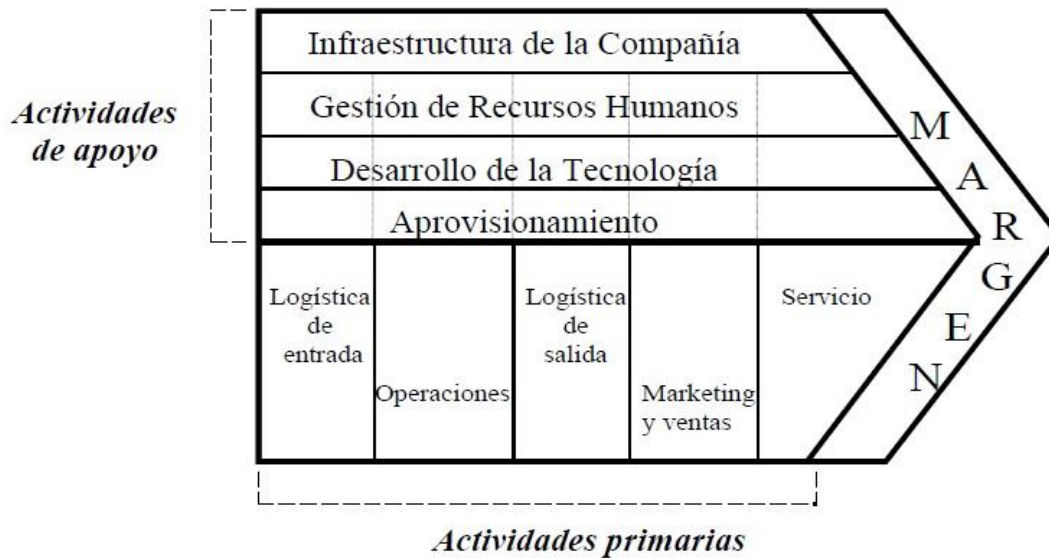 Actividades
de apoyo
Infraestructura de la Compañía
Gestión de Recursos Humanos
Desarrollo de la Tecnología
Aprovisionamiento
Logística
de
entrada
Operaciones
Logística
de
salida
Marketing
y ventas
Servicio
MARGEN
Actividades primarias